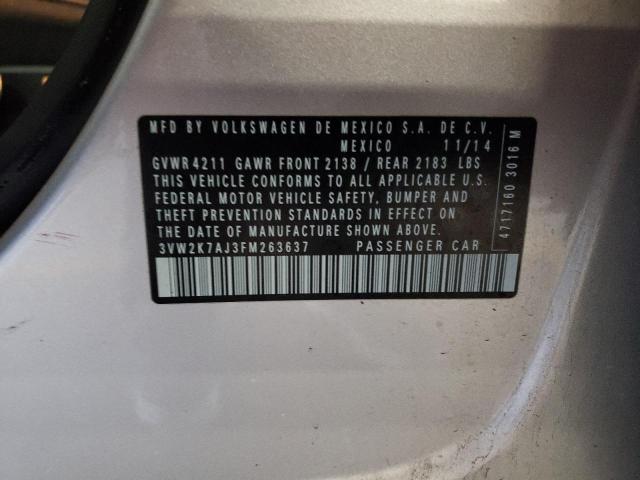 MFD BY VOLKSWAGEN DE MEXICO S.A. DE C.V.
MEXICO 11/14
GVWR 4211 GAWR FRONT 2138 / REAR 2183 LBS
THIS VEHICLE CONFORMS TO ALL APPLICABLE U.S.
FEDERAL MOTOR VEHICLE SAFETY, BUMPER AND
THEFT PREVENTION STANDARDS IN EFFECT ON
THE DATE OF MANUFACTURE SHOWN ABOVE.
3VW2K7AJ3FM263637 PASSENGER CAR
4717160 3016 M